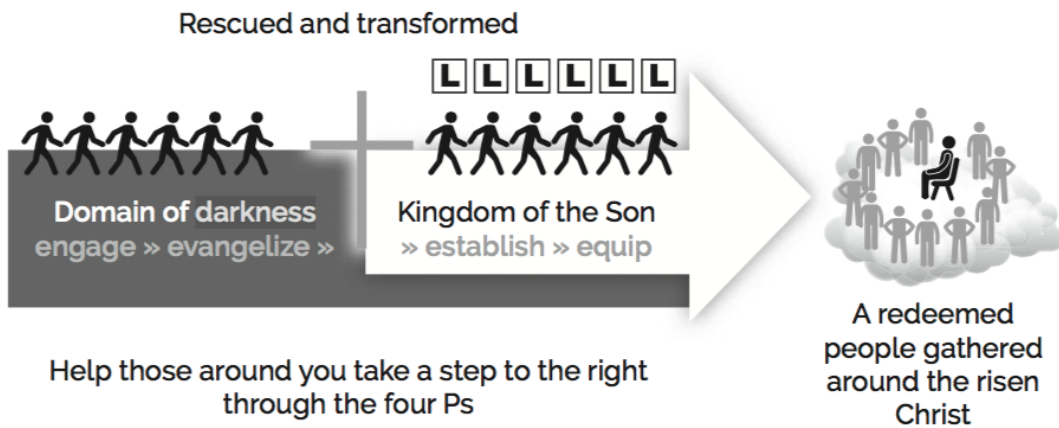 Rescued and transformed
L L L L L L
Domain of darkness
engage » evangelize »
Kingdom of the Son
» establish » equip
Help those around you take a step to the right
through the four Ps
A redeemed
people gathered
around the risen
Christ